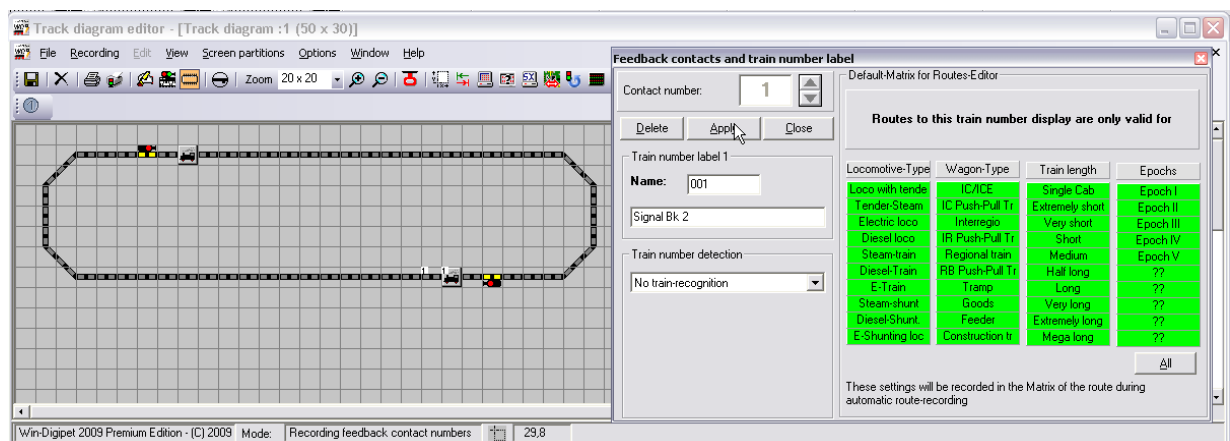 Track diagram editor - [Track diagram :1 (50 x 30)]
File Recording Edit View Screen partitions Options Window Help
Zoom 20 x 20
Feedback contacts and train number label
Contact number: 1
Delete Apply Close
Train number label 1
Name: 001
Signal Bk 2
Train number detection
No train-recognition
Default-Matrix for Routes-Editor
Routes to this train number display are only valid for
Locomotive-Type Wagon-Type Train length Epochs
Loco with tende IC/ICE Single Cab Epoch I
Tender-Steam IC Push-Pull Tr Extremely short Epoch II
Electric loco Interregio Very short Epoch III
Diesel loco IR Push-Pull Tr Short Epoch IV
Steam-train Regional train Medium Epoch V
Diesel-Train RB Push-Pull Tr Half long ??
E-Train Tramp Long ??
Steam-shunt Goods Very long ??
Diesel-Shunt. Feeder Extremely long ??
E-Shunting loc Construction tr Mega long ??
All
These settings will be recorded in the Matrix of the route during
automatic route-recording
1 1
Win-Digipet 2009 Premium Edition - (C) 2009 Mode: Recording feedback contact numbers 29,8